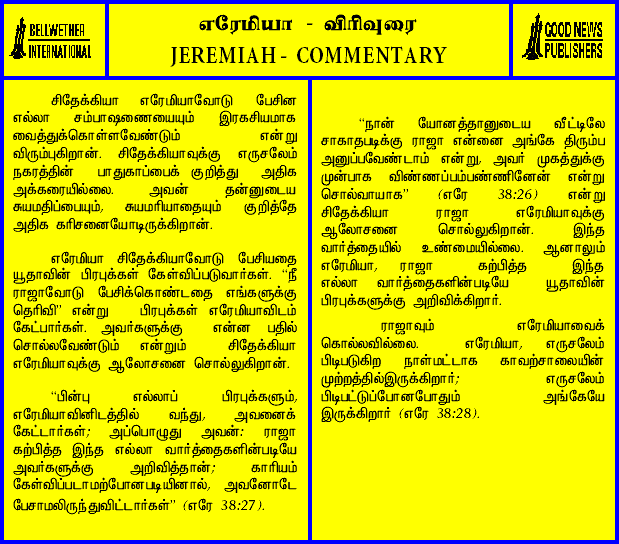 BELLWETHER
INTERNATIONAL
எரேமியா - விரிவுரை
JEREMIAH - COMMENTARY
GOOD NEWS
PUBLISHERS
சிதேக்கியா எரேமியாவோடு பேசின
எல்லா சம்பாஷணையையும் இரகசியமாக
வைத்துக்கொள்ளவேண்டும் என்று
விரும்புகிறான். சிதேக்கியாவுக்கு எருசலேம்
நகரத்தின் பாதுகாப்பைக் குறித்து அதிக
அக்கரையில்லை. அவன் தன்னுடைய
சுயமதிப்பையும், சுயமரியாதையும் குறித்தே
அதிக கரிசனையோடிருக்கிறான்.
எரேமியா சிதேக்கியாவோடு பேசியதை
யூதாவின் பிரபுக்கள் கேள்விப்படுவார்கள். “நீ
ராஜாவோடு பேசிக்கொண்டதை எங்களுக்கு
தெரிவி” என்று பிரபுக்கள் எரேமியாவிடம்
கேட்பார்கள். அவர்களுக்கு என்ன பதில்
சொல்லவேண்டும் என்றும் சிதேக்கியா
எரேமியாவுக்கு ஆலோசனை சொல்லுகிறான்.
“பின்பு எல்லாப் பிரபுக்களும்,
எரேமியாவினிடத்தில் வந்து, அவனைக்
கேட்டார்கள்; அப்பொழுது அவன்: ராஜா
கற்பித்த இந்த எல்லா வார்த்தைகளின்படியே
அவர்களுக்கு அறிவித்தான்; காரியம்
கேள்விப்படாமற்போனபடியினால், அவனோடே
பேசாமலிருந்துவிட்டார்கள்” (எரே 38:27).
“நான் யோனத்தானுடைய வீட்டிலே
சாகாதபடிக்கு ராஜா என்னை அங்கே திரும்ப
அனுப்பவேண்டாம் என்று, அவர் முகத்துக்கு
முன்பாக விண்ணப்பம்பண்ணினேன் என்று
சொல்வாயாக” (எரே 38:26) என்று
சிதேக்கியா ராஜா எரேமியாவுக்கு
ஆலோசனை சொல்லுகிறான். இந்த
வார்த்தையில் உண்மையில்லை. ஆனாலும்
எரேமியா, ராஜா கற்பித்த இந்த
எல்லா வார்த்தைகளின்படியே யூதாவின்
பிரபுக்களுக்கு அறிவிக்கிறார்.
ராஜாவும் எரேமியாவைக்
கொல்லவில்லை. எரேமியா, எருசலேம்
பிடிபடுகிற நாள்மட்டாக காவற்சாலையின்
முற்றத்தில்இருக்கிறார்; எருசலேம்
பிடிபட்டுப்போனபோதும் அங்கேயே
இருக்கிறார் (எரே 38:28).